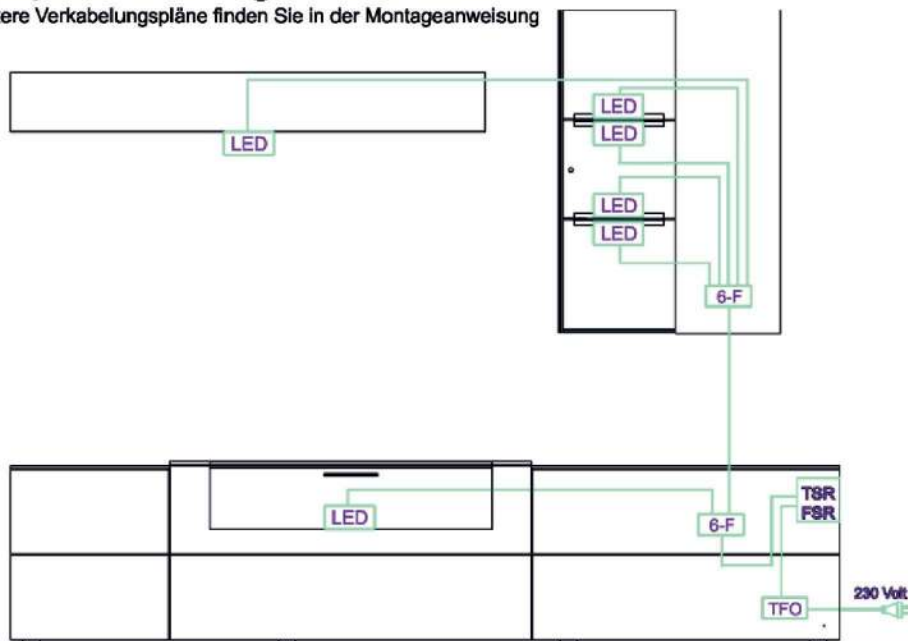 Verkabelungspläne finden Sie in der Montageanweisung
LED
LED
LED
LED
LED
6-F
LED
6-F
TSR
FSR
TFO
230 Volt